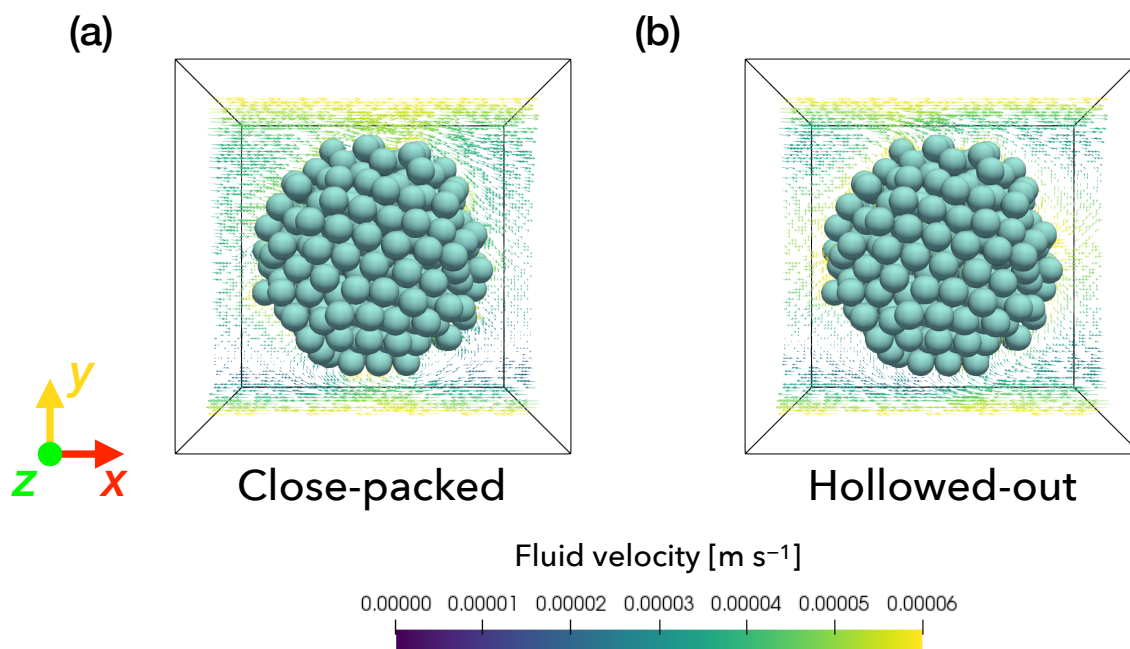 (a) (b)
y
z x
Close-packed Hollowed-out
Fluid velocity [m s⁻¹]
0.00000 0.00001 0.00002 0.00003 0.00004 0.00005 0.00006